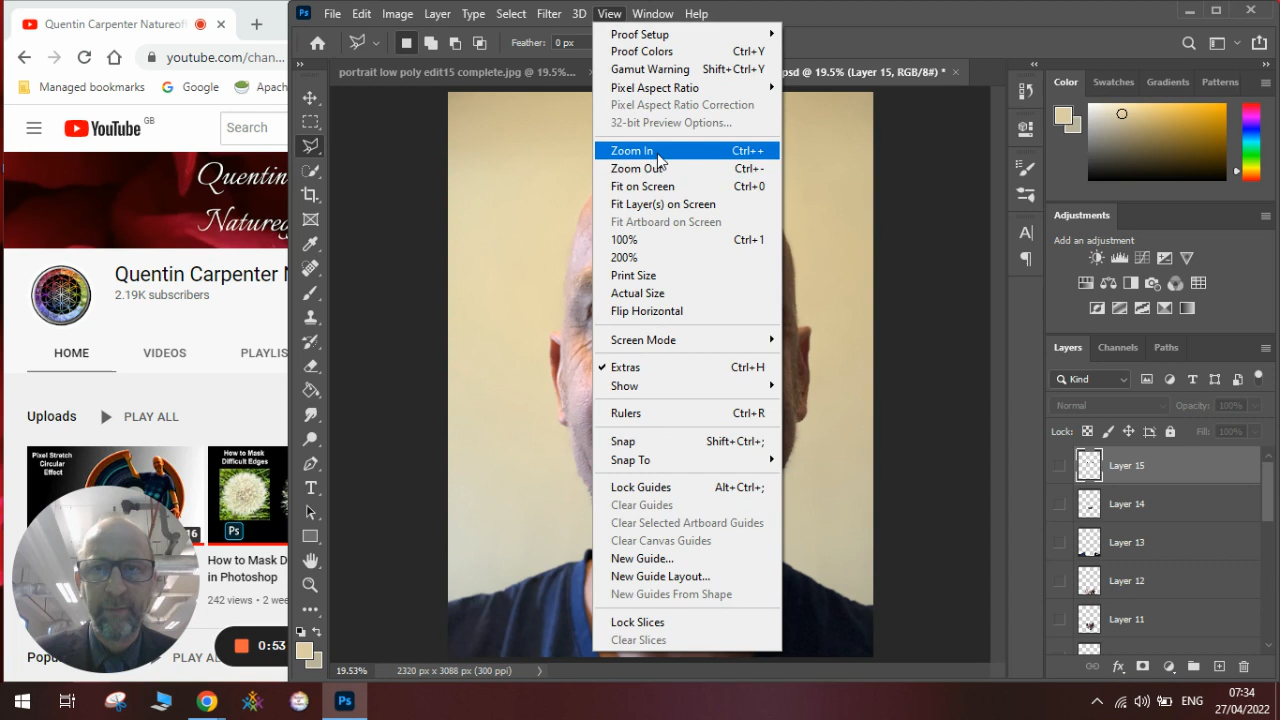 Quentin Carpenter Natureof
youtube.com/chan...
Managed bookmarks
Google
YouTube
GB
Search
Quentin
Natureg
Quentin Carpenter N
2.19K subscribers
HOME
VIDEOS
PLAYLIS
Uploads
PLAY ALL
Pixel Stretch
Circular
Effect
How to Mask
Difficult Edges
Ps
16
How to Mask D
in Photoshop
242 views • 2 wee
0:53
Popu
PLAY ALL
Ps
File
Edit
Image
Layer
Type
Select
Filter
3D
View
Window
Help
Feather:
0 px
portrait low poly edit15 complete.jpg @ 19.5%...
psd @ 19.5% (Layer 15, RGB/8#) *
Proof Setup
Proof Colors Ctrl+Y
Gamut Warning Shift+Ctrl+Y
Pixel Aspect Ratio
Pixel Aspect Ratio Correction
32-bit Preview Options...
Zoom In Ctrl++
Zoom Out Ctrl+-
Fit on Screen Ctrl+0
Fit Layer(s) on Screen
Fit Artboard on Screen
100% Ctrl+1
200%
Print Size
Actual Size
Flip Horizontal
Screen Mode
Extras Ctrl+H
Show
Rulers Ctrl+R
Snap Shift+Ctrl+;
Snap To
Lock Guides Alt+Ctrl+;
Clear Guides
Clear Selected Artboard Guides
Clear Canvas Guides
New Guide...
New Guide Layout...
New Guides From Shape
Lock Slices
Clear Slices
19.53%
2320 px x 3088 px (300 ppi)
Color
Swatches
Gradients
Patterns
Adjustments
Add an adjustment
Layers
Channels
Paths
Kind
Normal
Opacity: 100%
Lock:
Fill: 100%
Layer 15
Layer 14
Layer 13
Layer 12
Layer 11
Ps
ENG
07:34
27/04/2022